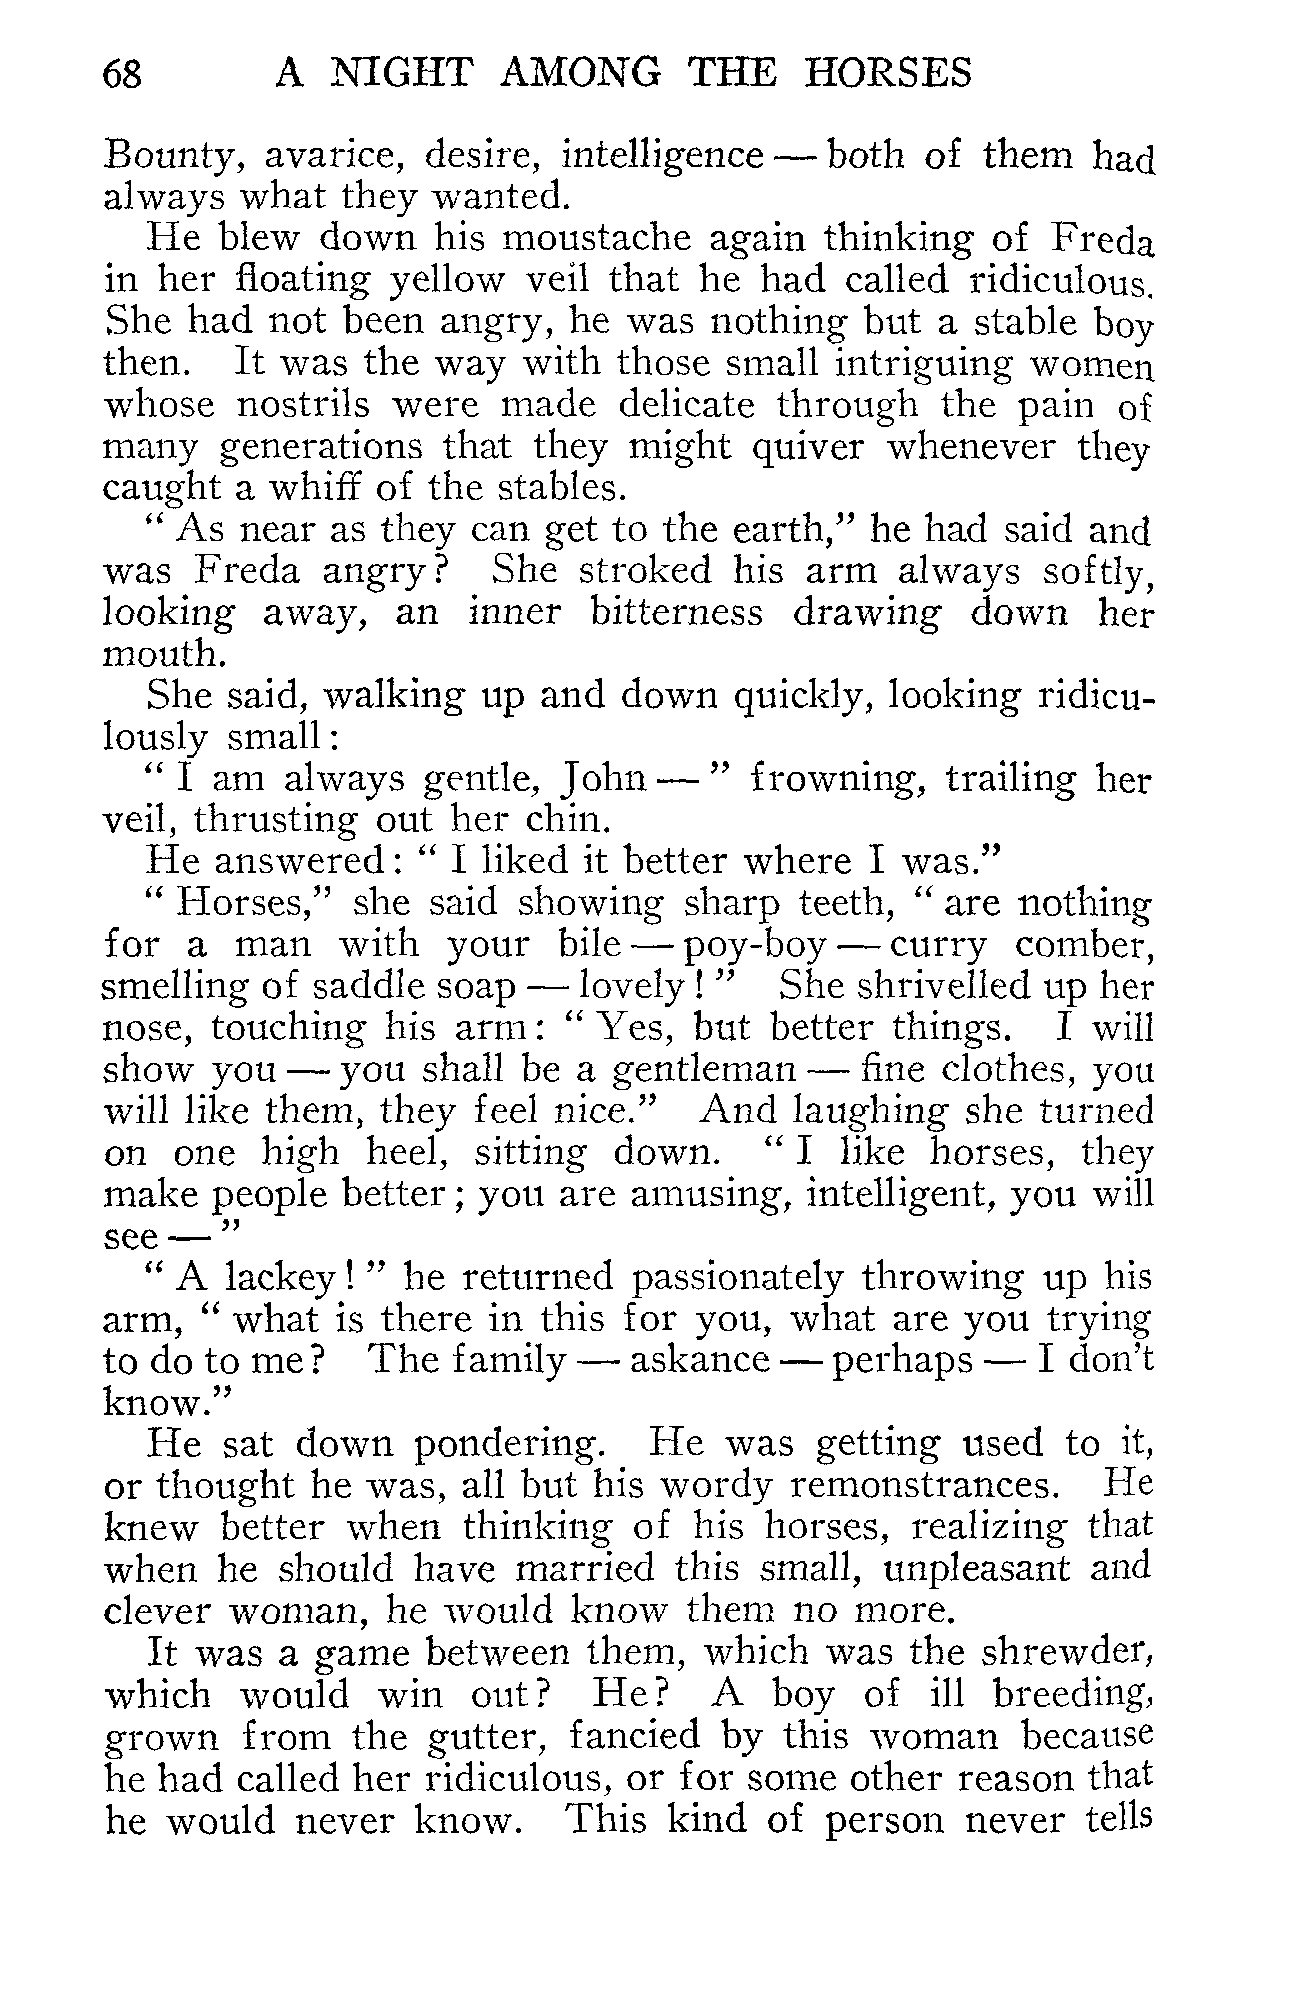 68 A NIGHT AMONG THE HORSES
Bounty, avarice, desire, intelligence — both of them had
always what they wanted.
He blew down his moustache again thinking of Freda
in her floating yellow veil that he had called ridiculous.
She had not been angry, he was nothing but a stable boy
then. It was the way with those small intriguing women
whose nostrils were made delicate through the pain of
many generations that they might quiver whenever they
caught a whiff of the stables.
“ As near as they can get to the earth,” he had said and
was Freda angry? She stroked his arm always softly,
looking away, an inner bitterness drawing down her
mouth.
She said, walking up and down quickly, looking ridicu-
lously small:
“ I am always gentle, John — ” frowning, trailing her
veil, thrusting out her chin.
He answered: “ I liked it better where I was.”
“ Horses,” she said showing sharp teeth, “ are nothing
for a man with your bile — poy-boy — curry comber,
smelling of saddle soap — lovely! ” She shrivelled up her
nose, touching his arm: “ Yes, but better things. I will
show you — you shall be a gentleman — fine clothes, you
will like them, they feel nice.” And laughing she turned
on one high heel, sitting down. “ I like horses, they
make people better; you are amusing, intelligent, you will
see — ”
“ A lackey! ” he returned passionately throwing up his
arm, “ what is there in this for you, what are you trying
to do to me? The family — askance — perhaps — I don’t
know.”
He sat down pondering. He was getting used to it,
or thought he was, all but his wordy remonstrances. He
knew better when thinking of his horses, realizing that
when he should have married this small, unpleasant and
clever woman, he would know them no more.
It was a game between them, which was the shrewder,
which would win out? He? A boy of ill breeding,
grown from the gutter, fancied by this woman because
he had called her ridiculous, or for some other reason that
he would never know. This kind of person never tells